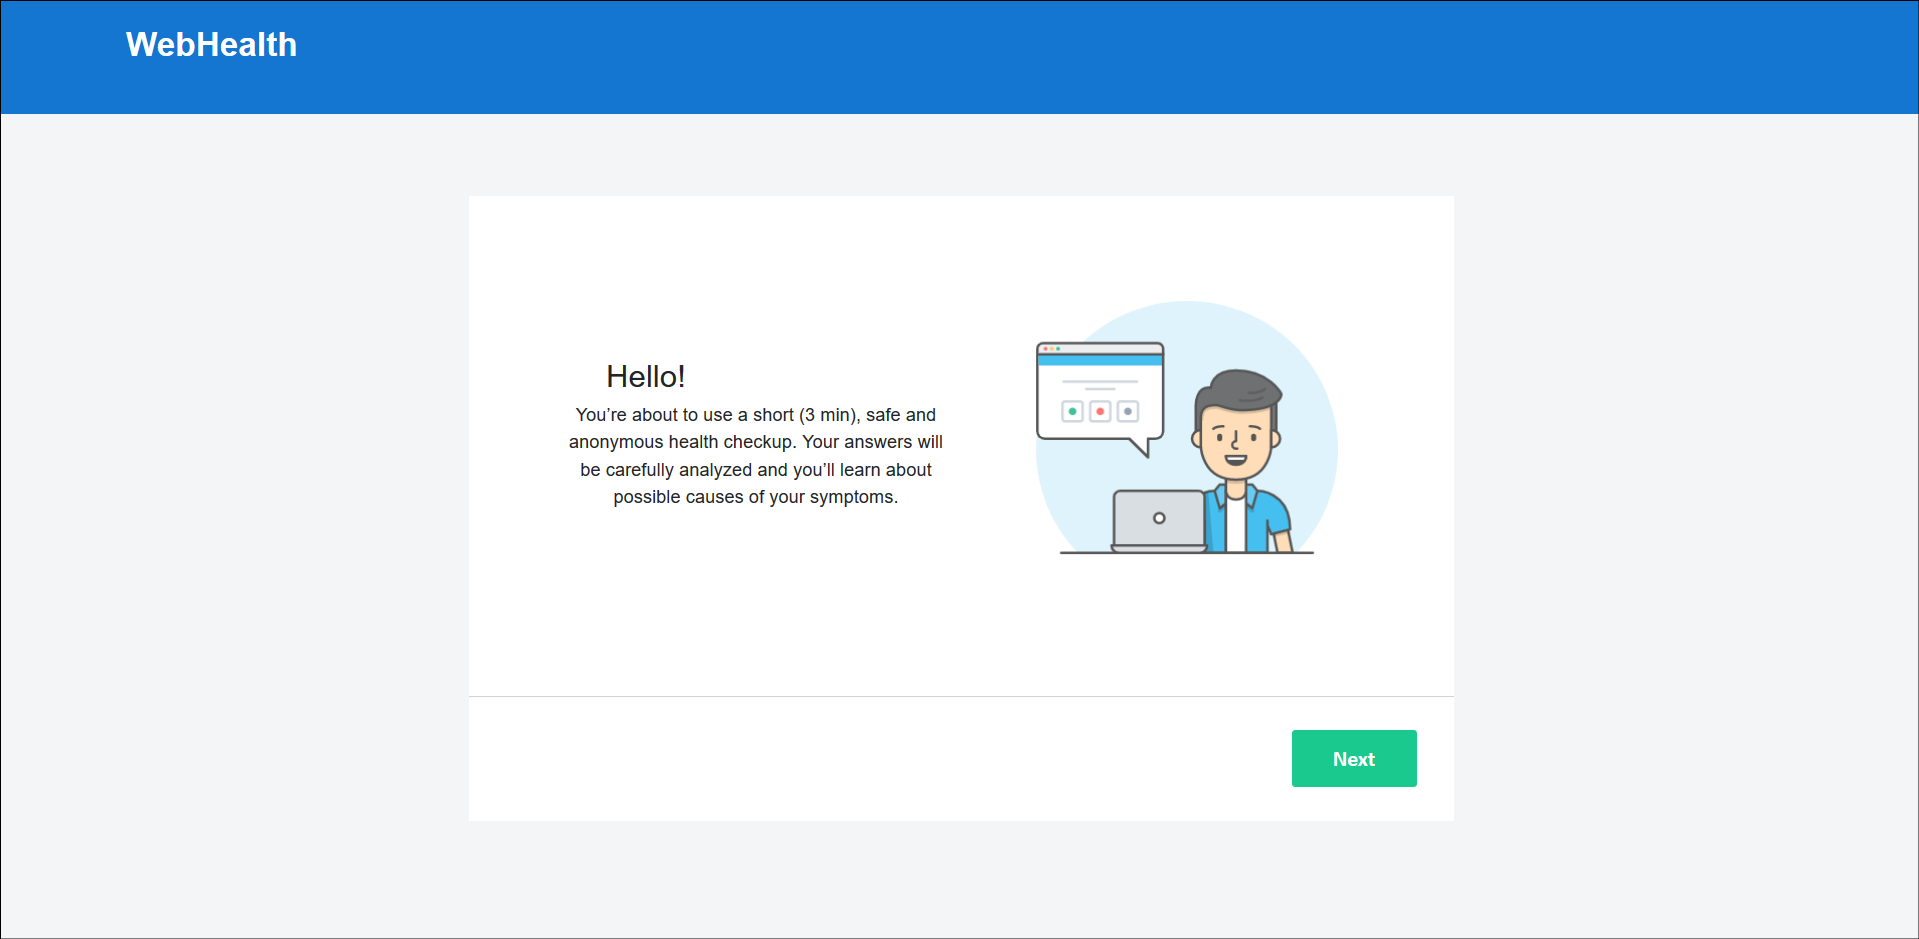 WebHealth
Hello!
You’re about to use a short (3 min), safe and
anonymous health checkup. Your answers will
be carefully analyzed and you’ll learn about
possible causes of your symptoms.
Next